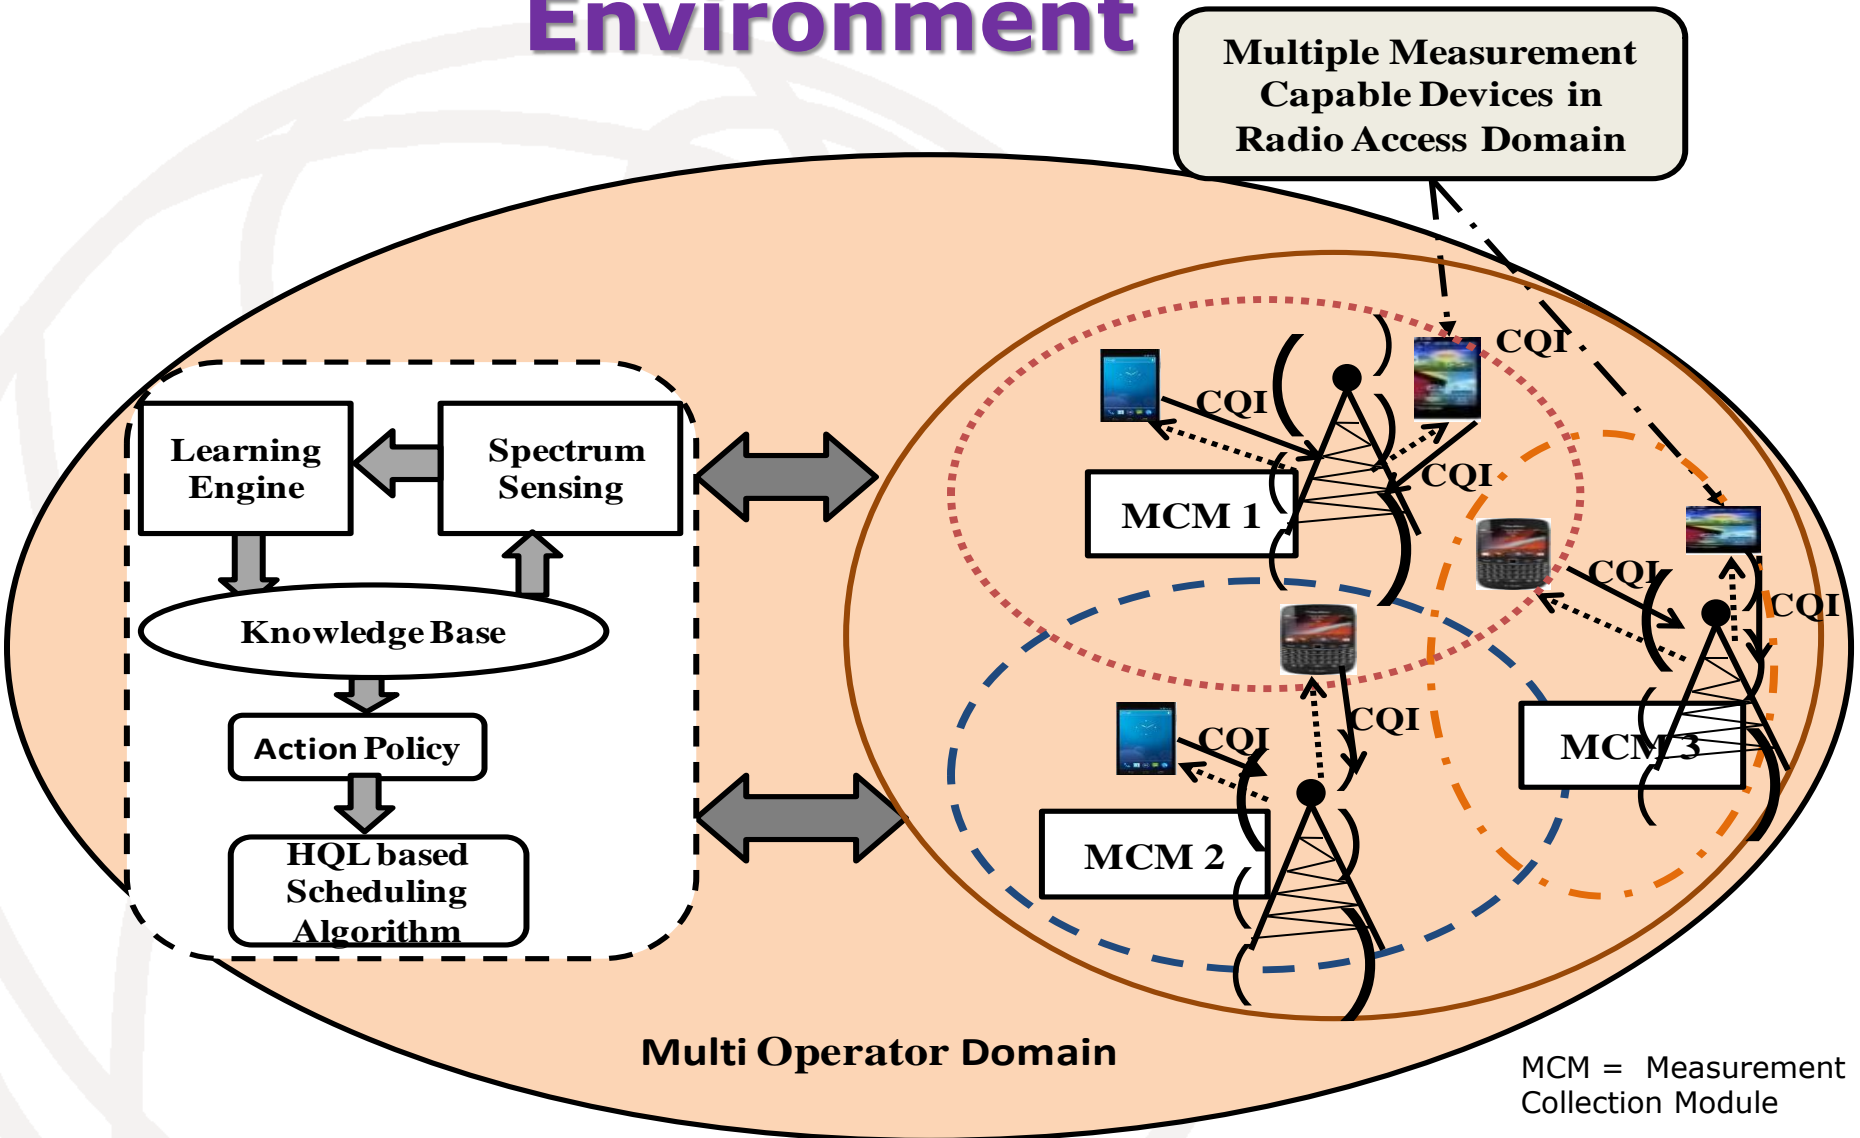 Environment
Multiple Measurement
Capable Devices in
Radio Access Domain
CQI
CQI
CQI
Learning
Engine
Spectrum
Sensing
MCM 1
CQI
CQI
Knowledge Base
CQI
CQI
Action Policy
MCM 3
HQL based
Scheduling
Algorithm
MCM 2
Multi Operator Domain
MCM = Measurement
Collection Module